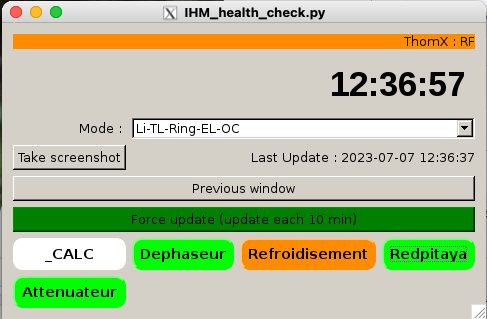 IHM_health_check.py
ThomX : RF
12:36:57
Mode : Li-TL-Ring-EL-OC
Take screenshot Last Update : 2023-07-07 12:36:37
Previous window
Force update (update each 10 min)
_CALC Dephaseur Refroidisement Redpitaya
Attenuateur